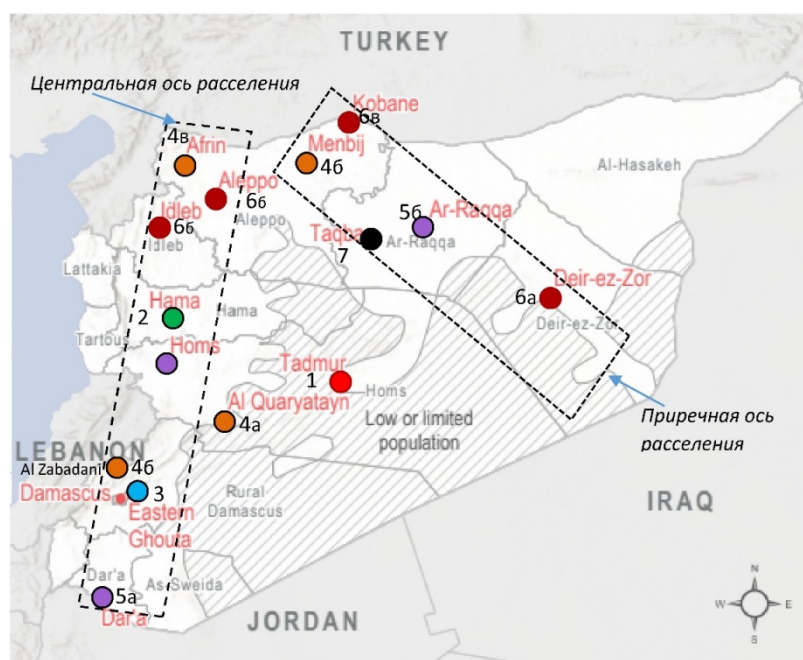 TURKEY
Центральная ось расселения
Kobane
6в
4в
Afrin
Menbij
4б
Al-Hasakeh
Aleppo
6б
Idleb
6б
Idleb
Aleppo
5б
Ar-Raqqa
Taqba
Ar-Raqqa
7
Lattakia
Deir-ez-Zor
6а
Deir-ez-Zor
Hama
2
Hama
Tartous
Homs
Tadmur
1
Homs
Al Quaryatayn
4а
Low or limited
population
Приречная ось
расселения
LEBANON
Al Zabadani
4б
Damascus
3
Eastern
Ghouta
Rural
Damascus
IRAQ
Dar'a
As-Sweida
5а
Dar'a
JORDAN
N
W
E
S